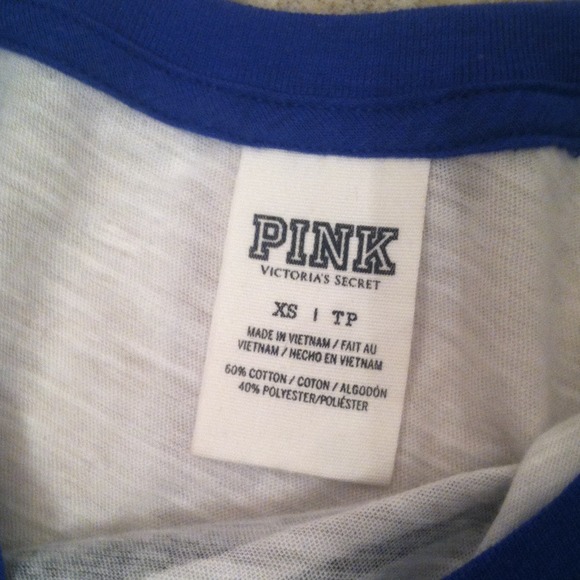 PINK
VICTORIA'S SECRET
XS | TP
MADE IN VIETNAM / FAIT AU
VIETNAM / HECHO EN VIETNAM
60% COTTON / COTON / ALGODÓN
40% POLYESTER/POLIÉSTER